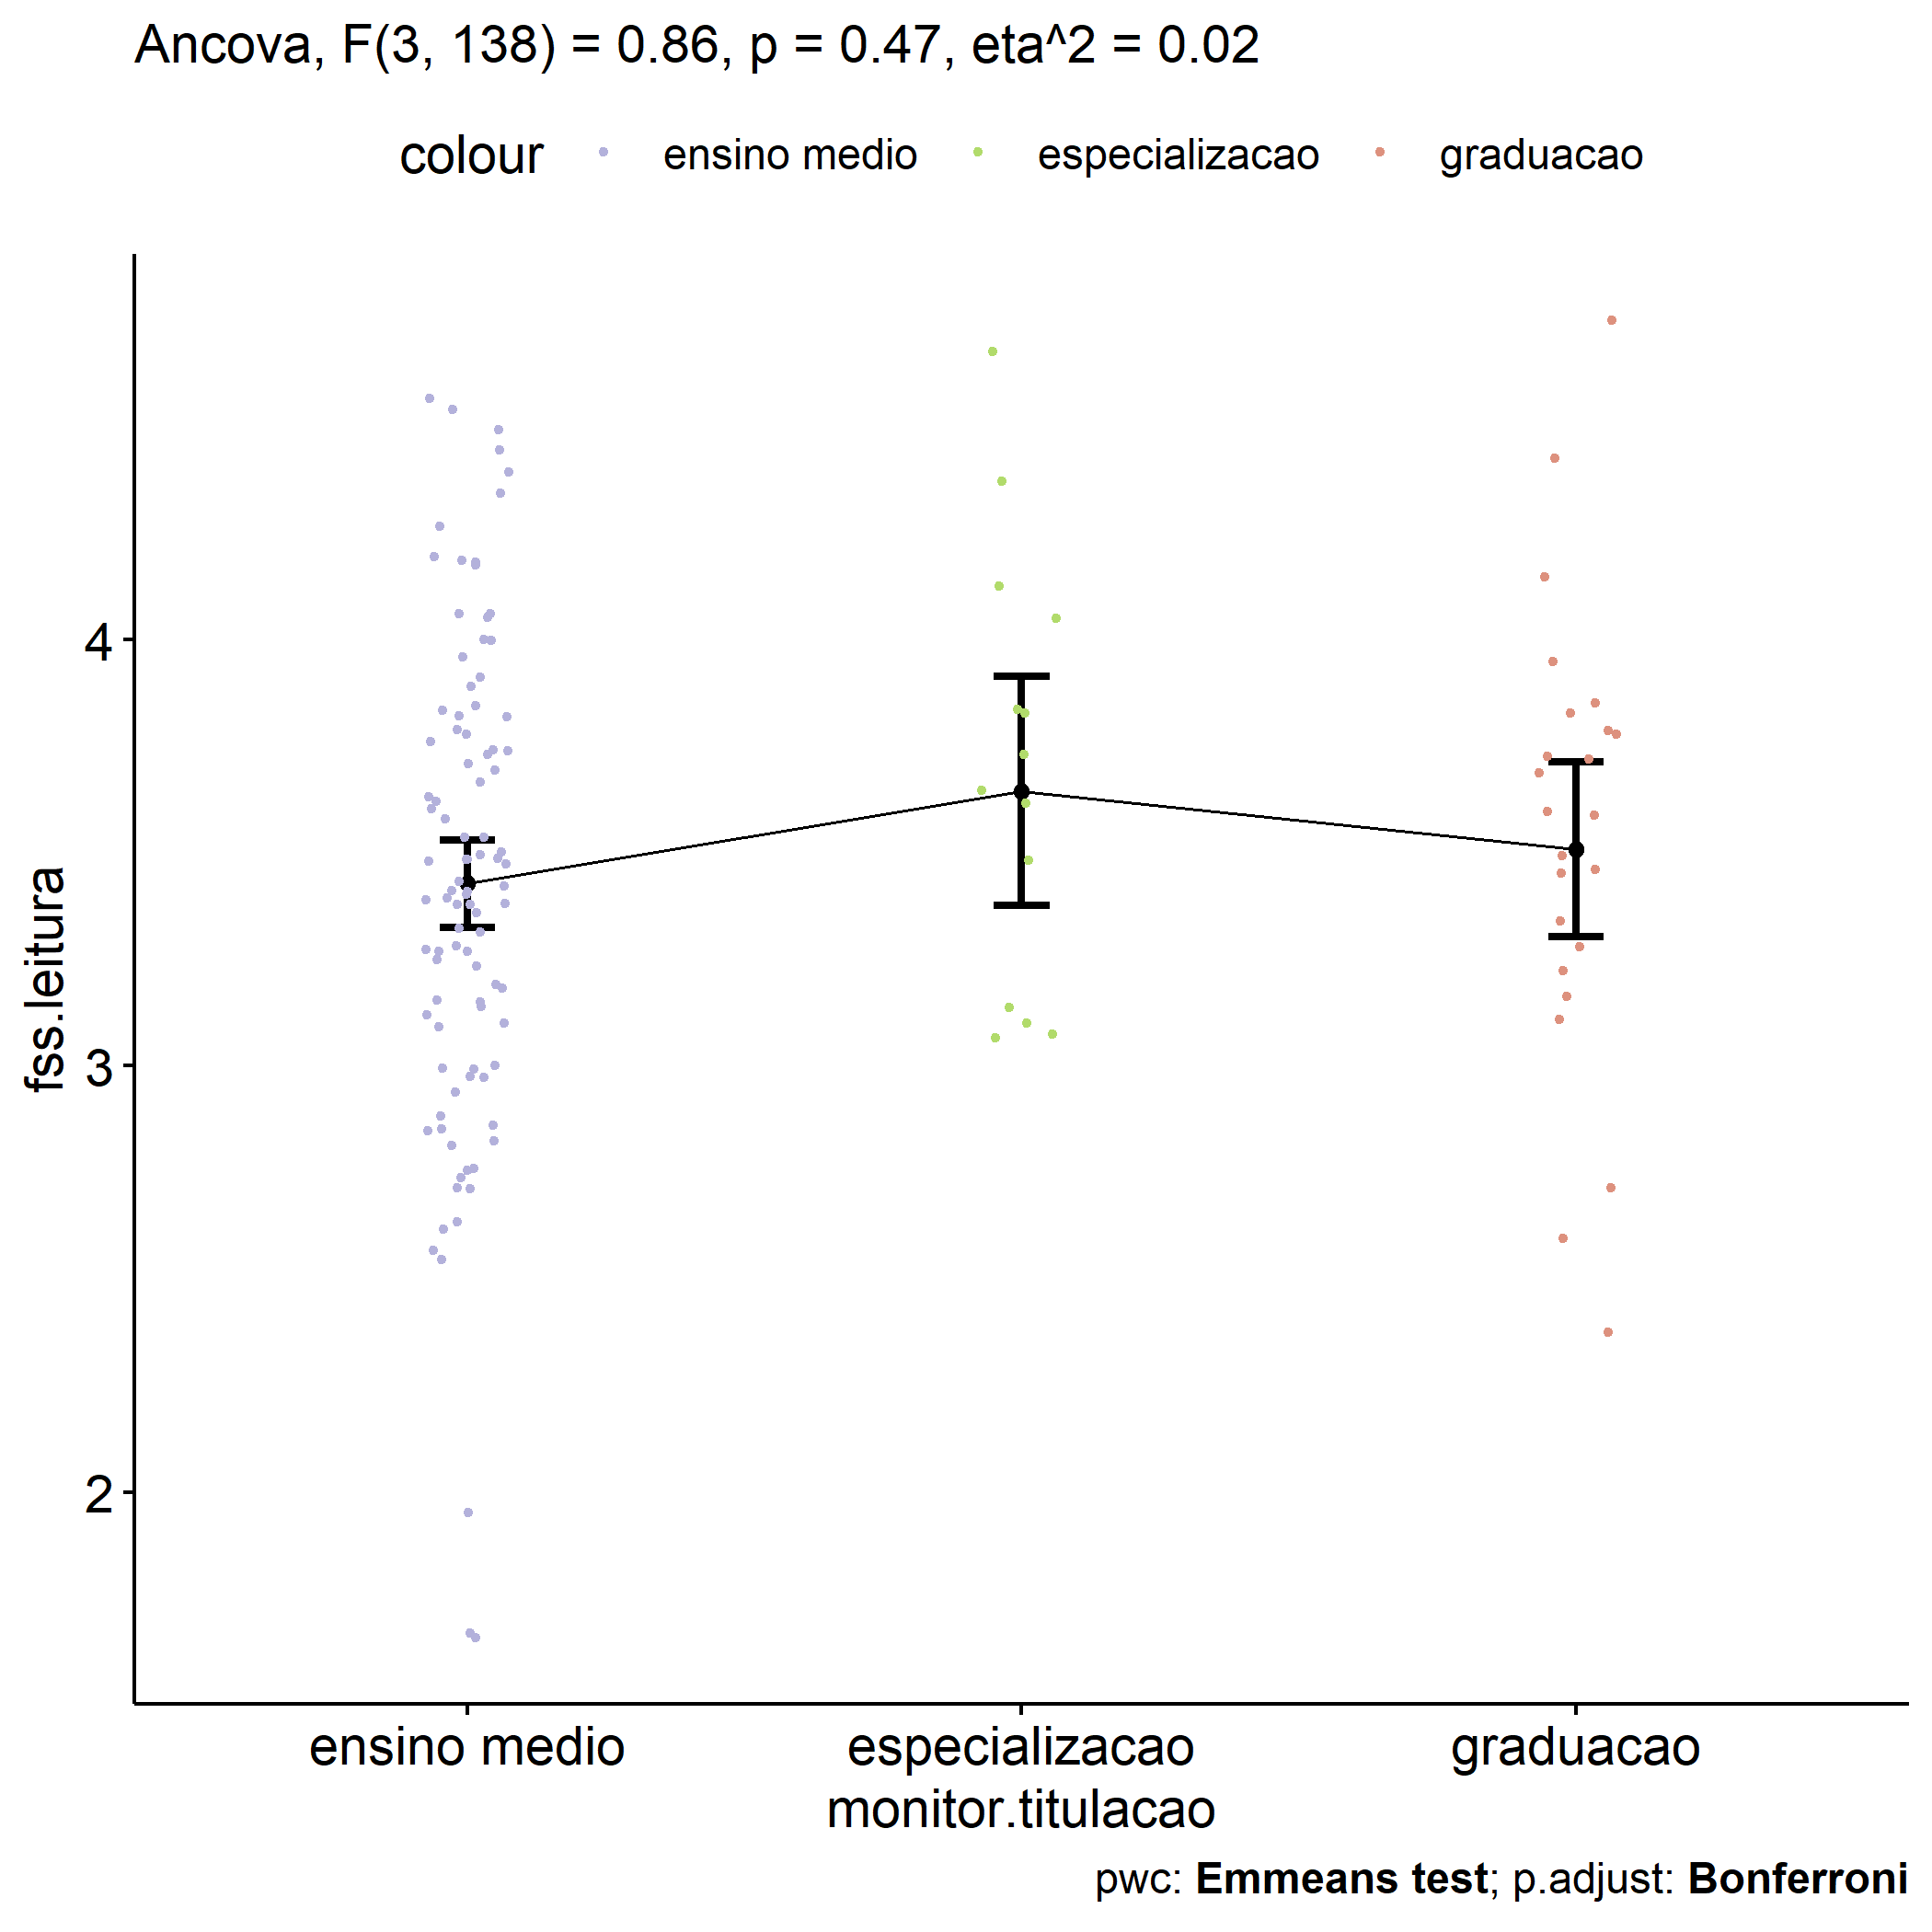 Ancova, F(3, 138) = 0.86, p = 0.47, eta^2 = 0.02
colour ensino medio especializacao graduacao
fss.leitura
4
3
2
ensino medio especializacao graduacao
monitor.titulacao
pwc: Emmeans test; p.adjust: Bonferroni